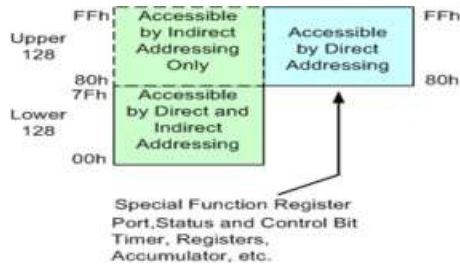 FFh
Upper
128
80h
7Fh
Lower
128
00h
Accessible
by Indirect
Addressing
Only
Accessible
by Direct and
Indirect
Addressing
Accessible
by Direct
Addressing
FFh
80h
Special Function Register
Port,Status and Control Bit
Timer, Registers,
Accumulator, etc.